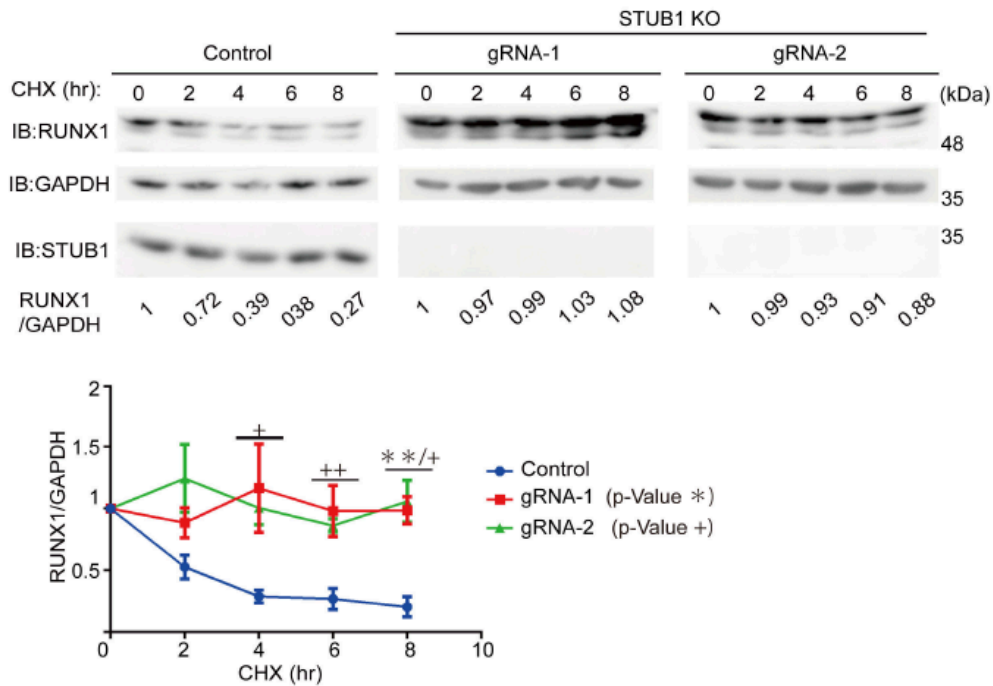 STUB1 KO
Control gRNA-1 gRNA-2
CHX (hr): 0 2 4 6 8 0 2 4 6 8 0 2 4 6 8 (kDa)
IB:RUNX1 48
IB:GAPDH 35
IB:STUB1 35
RUNX1 /GAPDH 1 0.72 0.39 038 0.27 1 0.97 0.99 1.03 1.08 1 0.99 0.93 0.91 0.88
RUNX1/GAPDH
2
1.5
1
0.5
+
++
**/+
Control
gRNA-1 (p-Value *)
gRNA-2 (p-Value +)
0 2 4 6 8 10
CHX (hr)